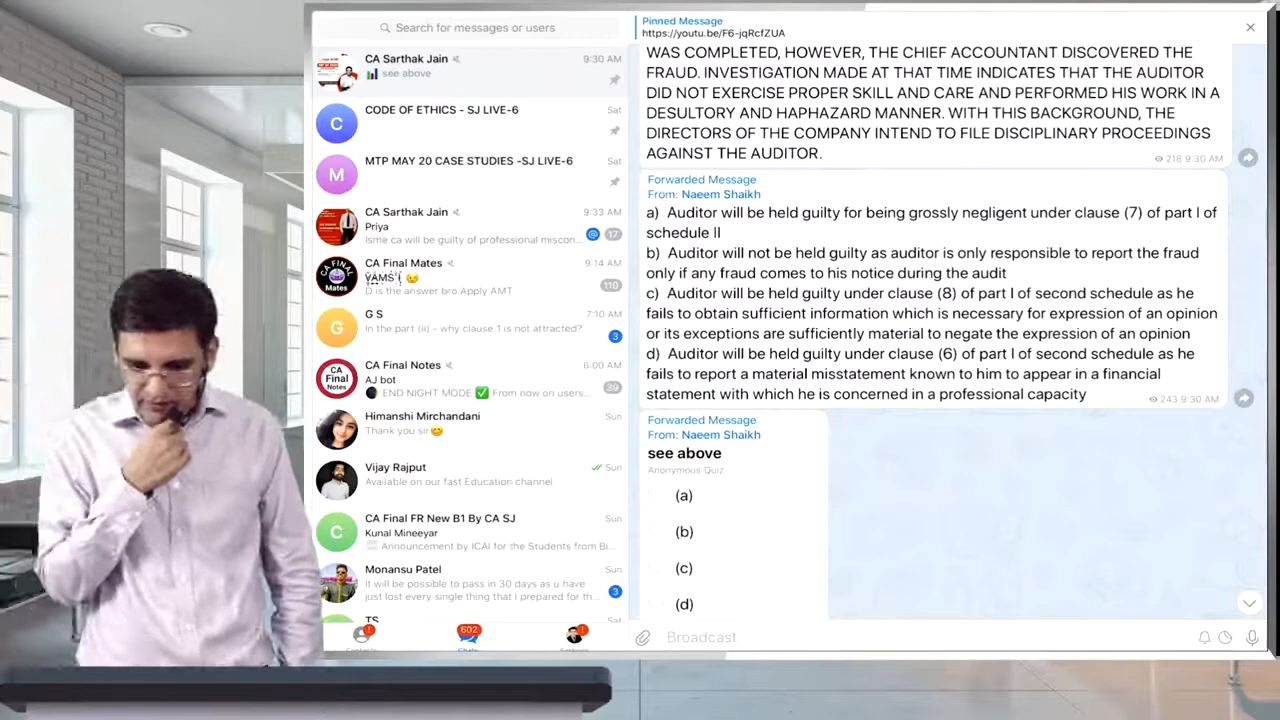 Search for messages or users
CA Sarthak Jain
9:30 AM
see above
C
CODE OF ETHICS - SJ LIVE-6
Sat
M
MTP MAY 20 CASE STUDIES -SJ LIVE-6
Sat
CA Sarthak Jain
9:33 AM
Priya
Isme ca will be guilty of professional miscon...
@
17
CA FINAL
Mates
CA Final Mates
9:14 AM
D is the answer bro Apply AMT
110
G
G S
7:10 AM
In the part (ii) - why clause 1 is not attracted?
3
CA
Final
Notes
CA Final Notes
6:00 AM
AJ bot
END NIGHT MODE ✅ From now on users...
39
Himanshi Mirchandani
Sun
Thank you sir😊
Vijay Rajput
Sun
Available on our fast Education channel
C
CA Final FR New B1 By CA SJ
Sun
Kunal Mineeyar
Announcement by ICAI for the Students from Bi...
Monansu Patel
Sun
It will be possible to pass in 30 days as u have
just lost every single thing that I prepared for th...
3
TS
Sat
602
Chats
Pinned Message
https://youtu.be/F6-jqRcfZUA
WAS COMPLETED, HOWEVER, THE CHIEF ACCOUNTANT DISCOVERED THE
FRAUD. INVESTIGATION MADE AT THAT TIME INDICATES THAT THE AUDITOR
DID NOT EXERCISE PROPER SKILL AND CARE AND PERFORMED HIS WORK IN A
DESULTORY AND HAPHAZARD MANNER. WITH THIS BACKGROUND, THE
DIRECTORS OF THE COMPANY INTEND TO FILE DISCIPLINARY PROCEEDINGS
AGAINST THE AUDITOR.
218 9:30 AM
Forwarded Message
From: Naeem Shaikh
a) Auditor will be held guilty for being grossly negligent under clause (7) of part I of
schedule II
b) Auditor will not be held guilty as auditor is only responsible to report the fraud
only if any fraud comes to his notice during the audit
c) Auditor will be held guilty under clause (8) of part I of second schedule as he
fails to obtain sufficient information which is necessary for expression of an opinion
or its exceptions are sufficiently material to negate the expression of an opinion
d) Auditor will be held guilty under clause (6) of part I of second schedule as he
fails to report a material misstatement known to him to appear in a financial
statement with which he is concerned in a professional capacity
243 9:30 AM
Forwarded Message
From: Naeem Shaikh
see above
Anonymous Quiz
(a)
(b)
(c)
(d)
Broadcast